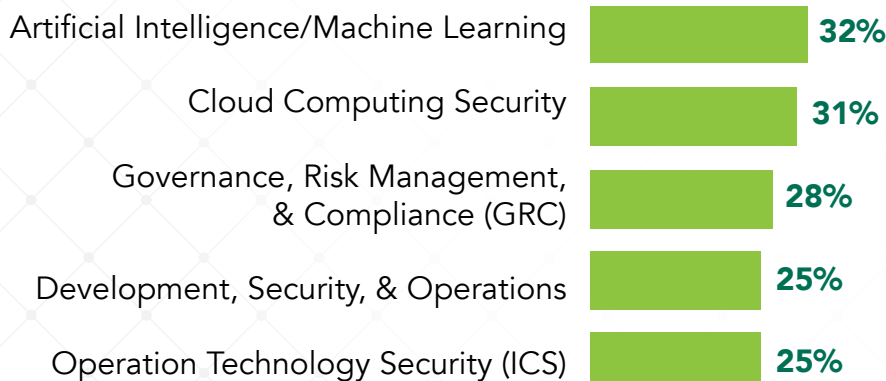 Artificial Intelligence/Machine Learning 32%
Cloud Computing Security 31%
Governance, Risk Management,
& Compliance (GRC) 28%
Development, Security, & Operations 25%
Operation Technology Security (ICS) 25%